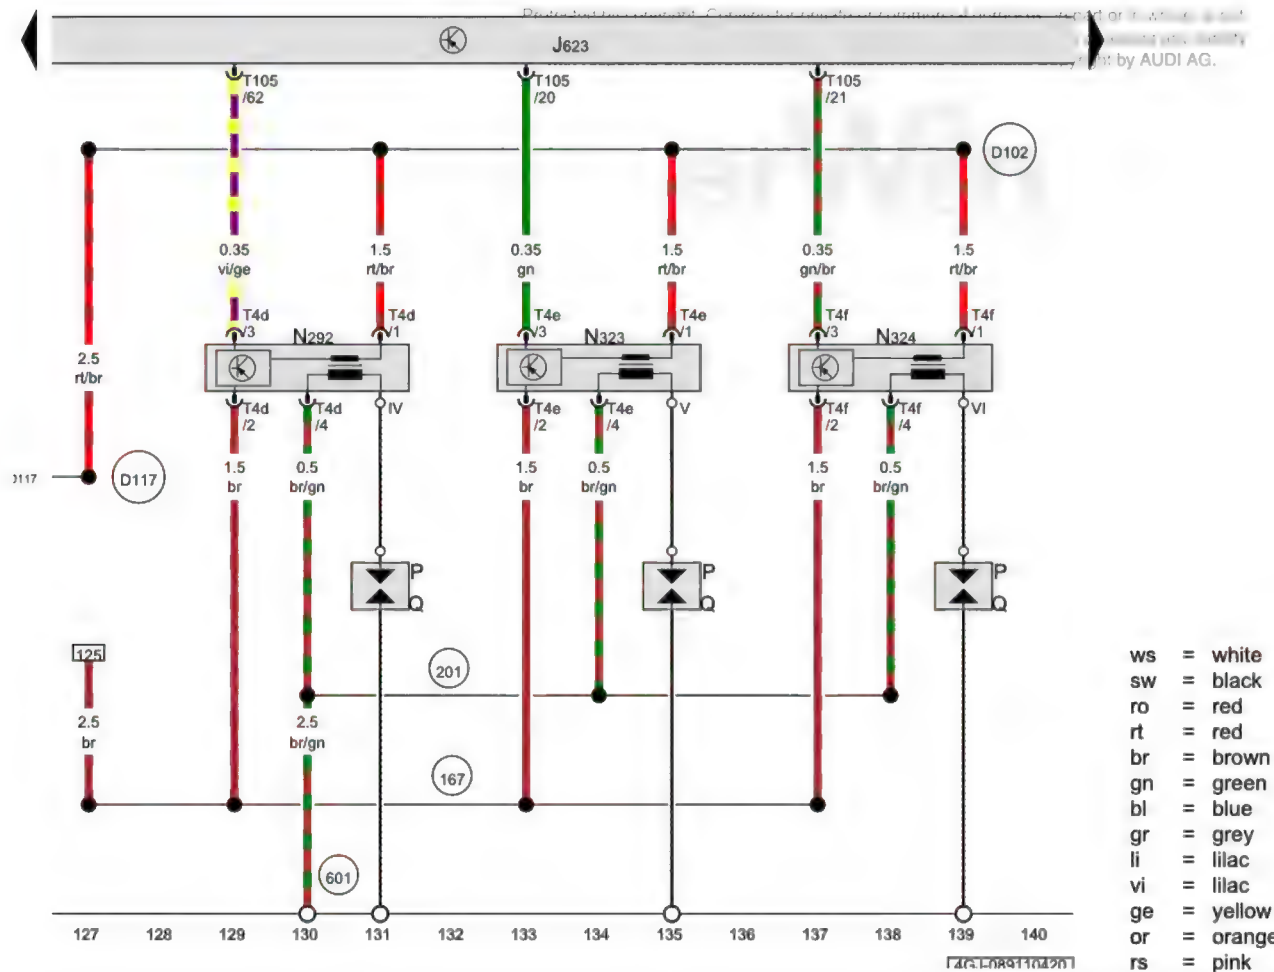 J623
right by AUDI AG.
T105 T105 T105
/62 /20 /21
D102
0.35 1.5 0.35 1.5 0.35 1.5
vi/ge rt/br gn rt/br gn/br rt/br
T4d T4d T4e T4e T4f T4f
/3 N292 /1 /3 N323 /1 /3 N324 /1
2.5
rt/br
T4d T4d IV T4e T4e V T4f T4f VI
/2 /4 /2 /4 /2 /4
1.5 0.5 1.5 0.5 1.5 0.5
br br/gn br br/gn br br/gn
D117 D117
P P P
Q Q Q
125
201
2.5 2.5
br br/gn
167
601
127 128 129 130 131 132 133 134 135 136 137 138 139 140
4GJ-089110420
ws = white
sw = black
ro = red
rt = red
br = brown
gn = green
bl = blue
gr = grey
li = lilac
vi = lilac
ge = yellow
or = orange
rs = pink